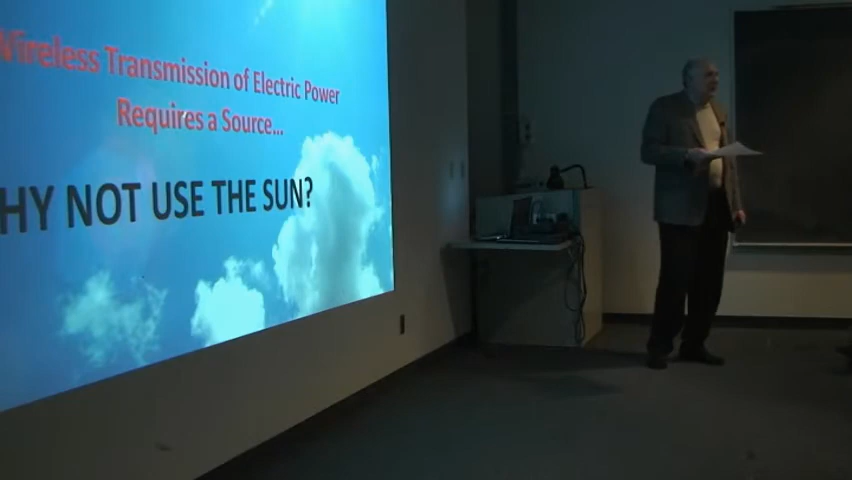 Wireless Transmission of Electric Power
Requires a Source...
HY NOT USE THE SUN?